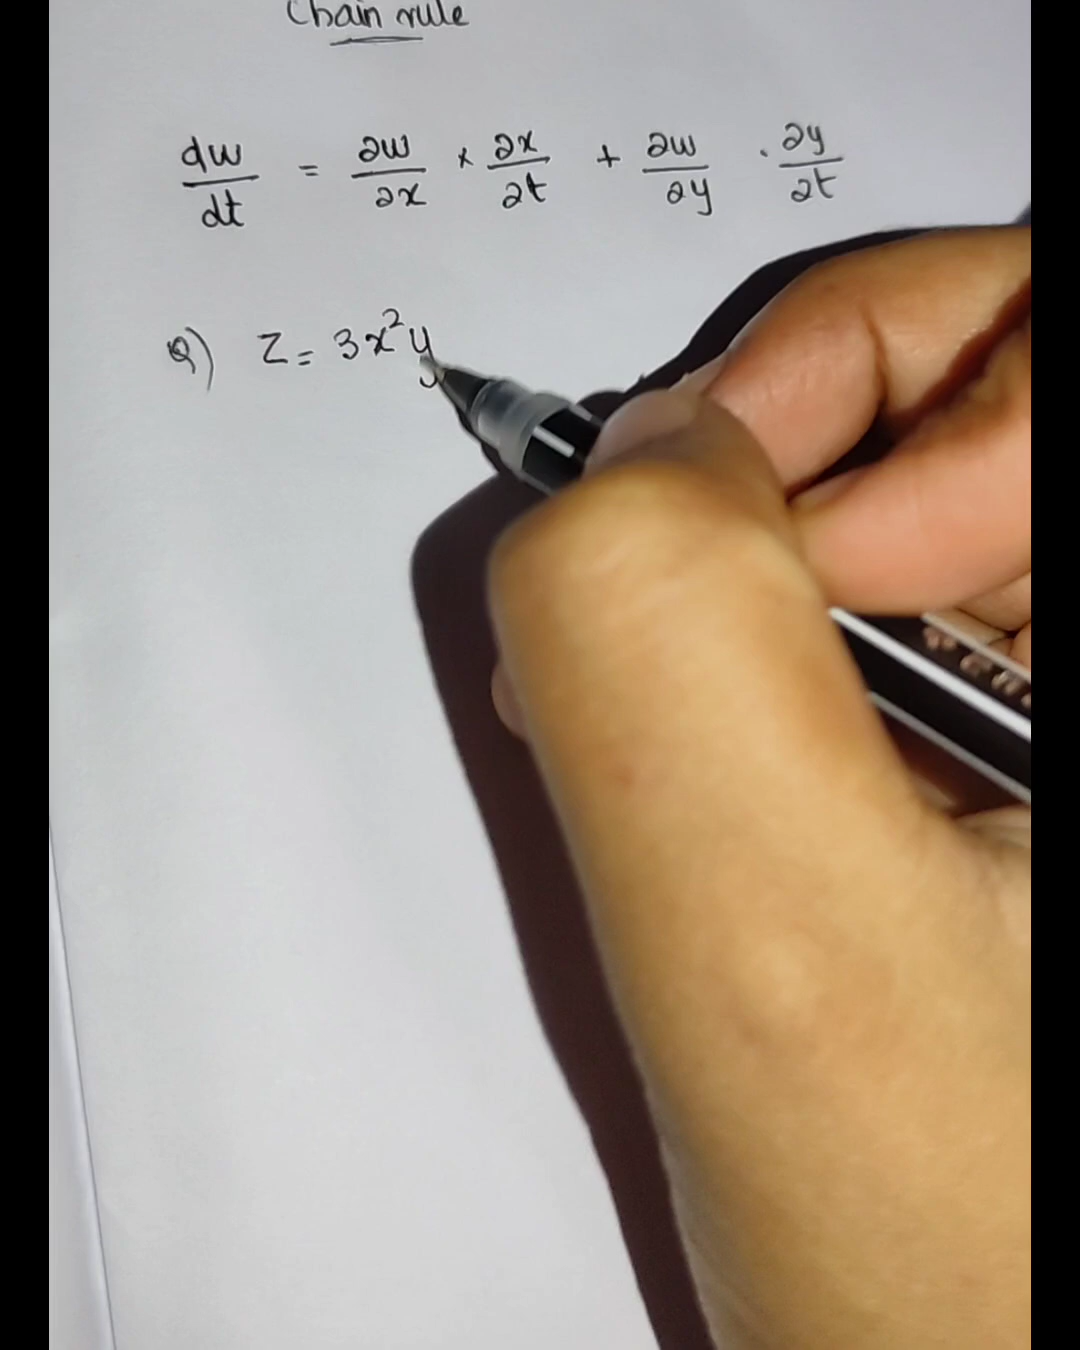 Chain rule
dw/dt = ∂w/∂x × ∂x/∂t + ∂w/∂y . ∂y/∂t
Q) Z = 3x²y